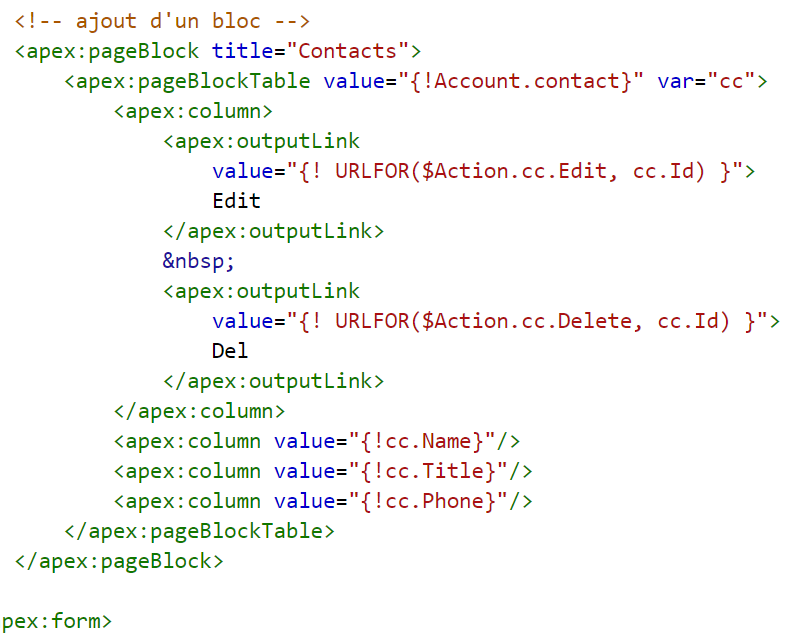 <!-- ajout d'un bloc -->
<apex:pageBlock title="Contacts">
<apex:pageBlockTable value="{!Account.contact}" var="cc">
<apex:column>
<apex:outputLink
value="{! URLFOR($Action.cc.Edit, cc.Id) }">
Edit
</apex:outputLink>
&nbsp;
<apex:outputLink
value="{! URLFOR($Action.cc.Delete, cc.Id) }">
Del
</apex:outputLink>
</apex:column>
<apex:column value="{!cc.Name}"/>
<apex:column value="{!cc.Title}"/>
<apex:column value="{!cc.Phone}"/>
</apex:pageBlockTable>
</apex:pageBlock>
pex:form>